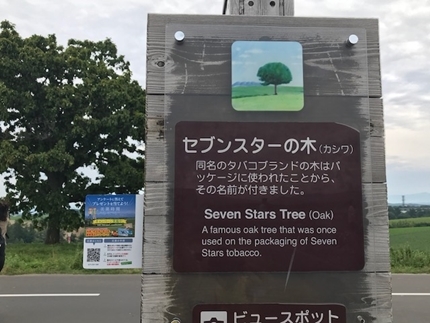 セブンスターの木(カシワ)
同名のタバコブランドの木はパ
ッケージに使われたことから、
その名前が付きました。
Seven Stars Tree (Oak)
A famous oak tree that was once
used on the packaging of Seven
Stars tobacco.
ビュースポット